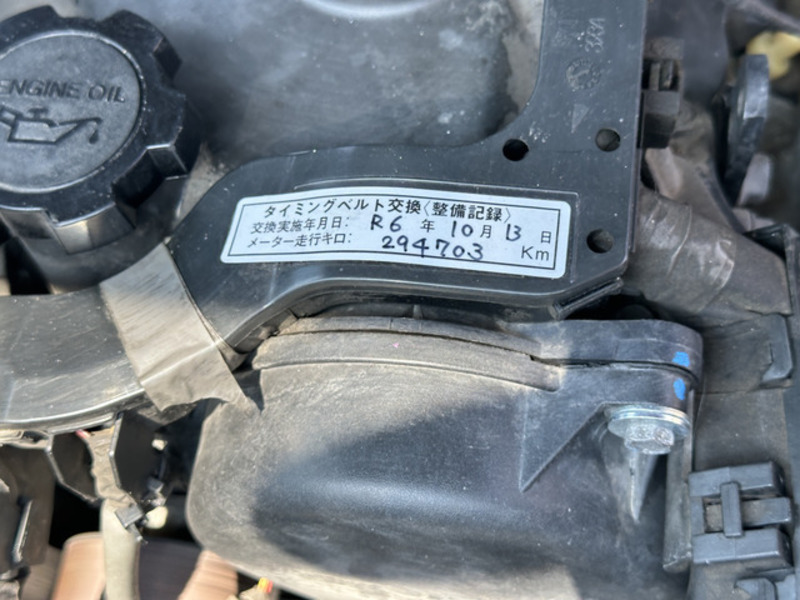 ENGINE OIL
タイミングベルト交換〈整備記録〉
交換実施年月日: R6 年 10 月 13 日
メーター走行キロ: 294703 Km